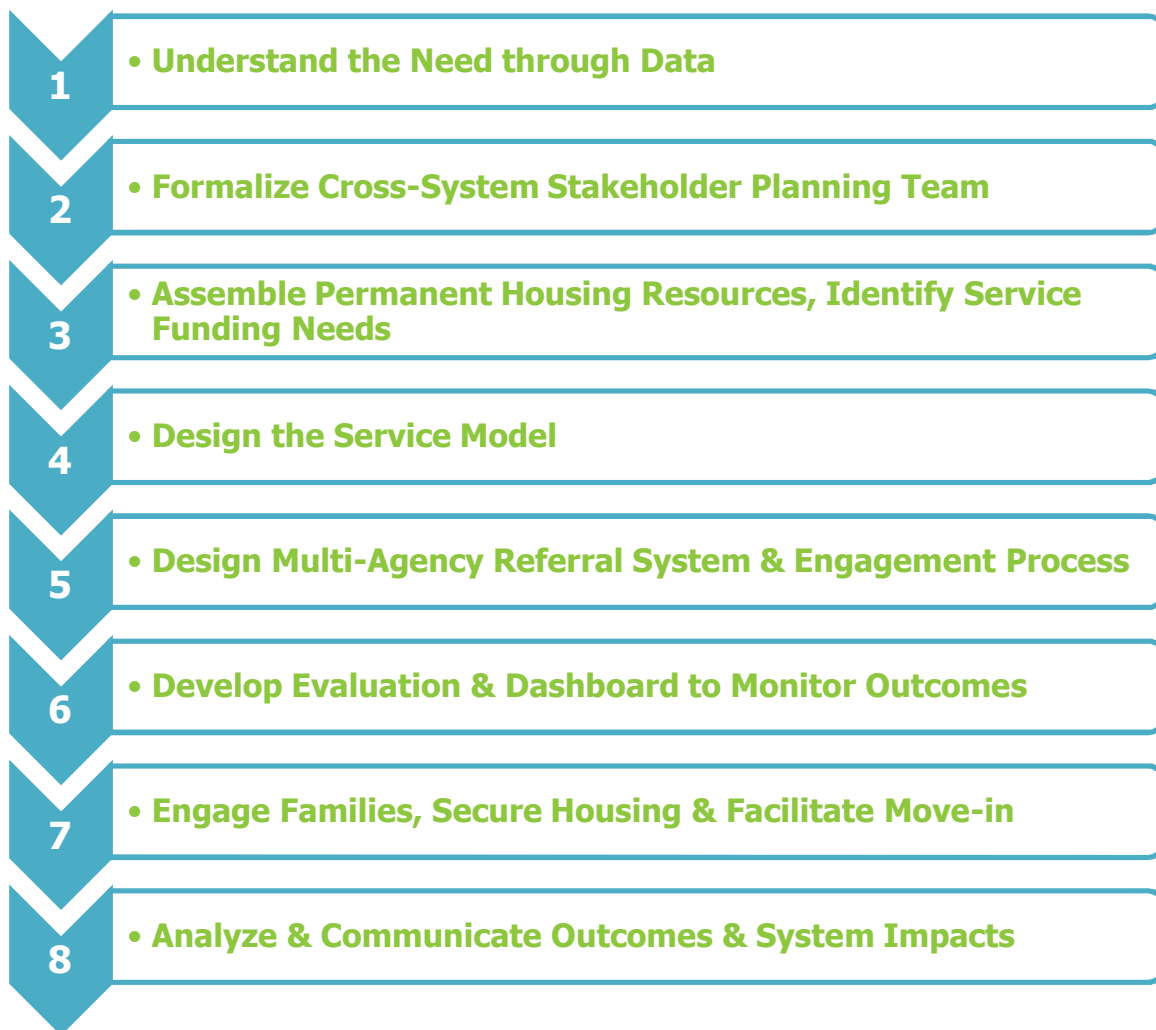 1
• Understand the Need through Data
2
• Formalize Cross-System Stakeholder Planning Team
3
• Assemble Permanent Housing Resources, Identify Service
Funding Needs
4
• Design the Service Model
5
• Design Multi-Agency Referral System & Engagement Process
6
• Develop Evaluation & Dashboard to Monitor Outcomes
7
• Engage Families, Secure Housing & Facilitate Move-in
8
• Analyze & Communicate Outcomes & System Impacts